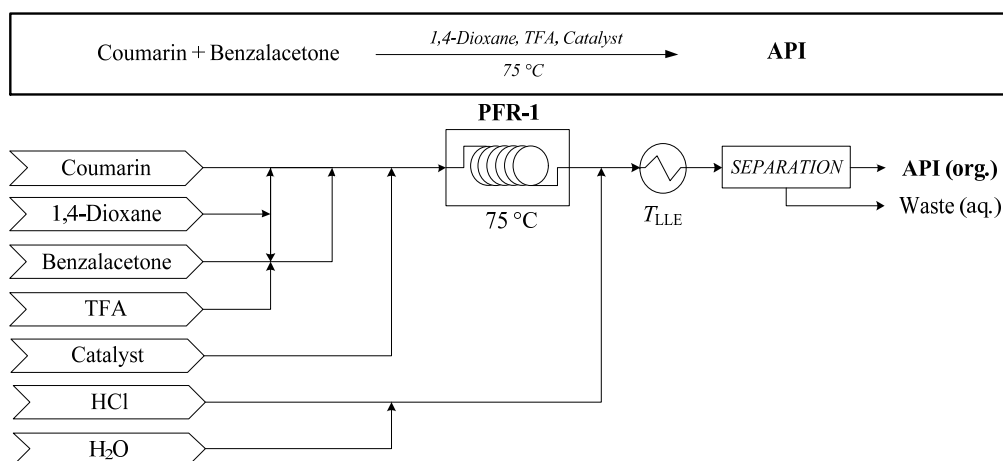 1,4-Dioxane, TFA, Catalyst
Coumarin + Benzalacetone
API
75 °C
PFR-1
Coumarin
SEPARATION
API (org.)
1,4-Dioxane
Waste (aq.)
75 °C
T_LLE
Benzalacetone
TFA
Catalyst
HCl
H₂O